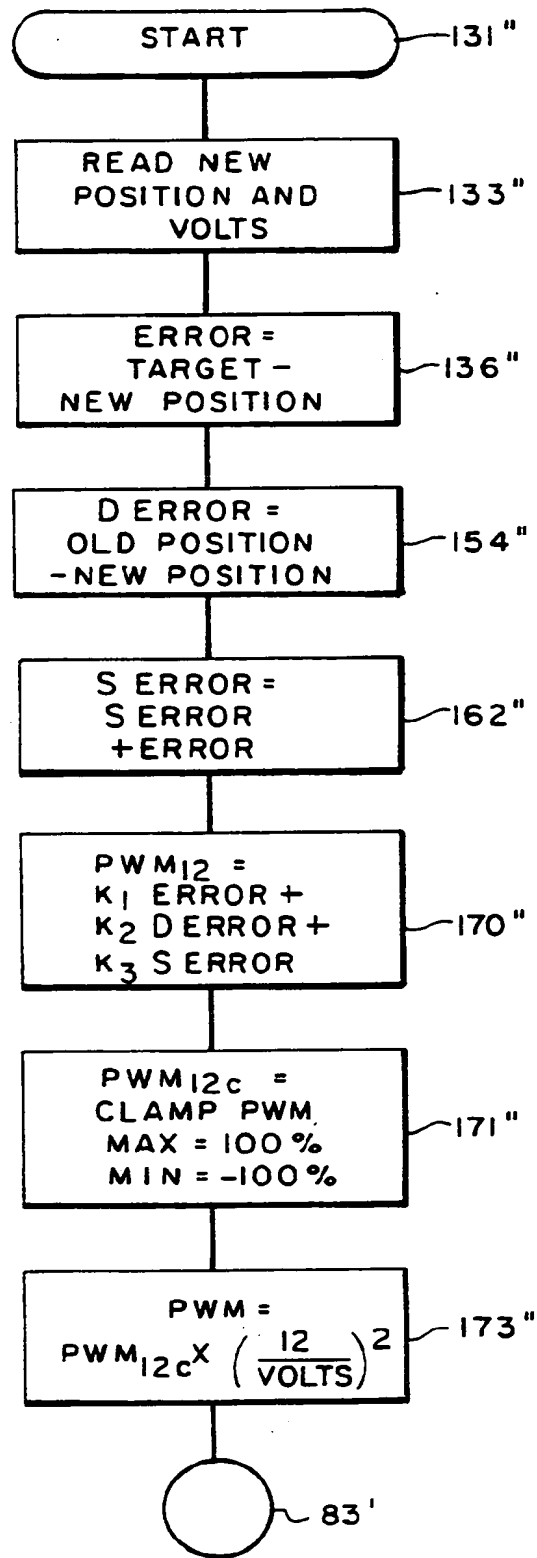 START
131"
READ NEW
POSITION AND
VOLTS
133"
ERROR=
TARGET-
NEW POSITION
136"
D ERROR=
OLD POSITION
-NEW POSITION
154"
S ERROR=
S ERROR
+ERROR
162"
PWM12 =
K1 ERROR+
K2 D ERROR+
K3 S ERROR
170"
PWM12c =
CLAMP PWM
MAX = 100%
MIN = -100%
171"
PWM =
PWM12c X (12/VOLTS)2
173"
83'